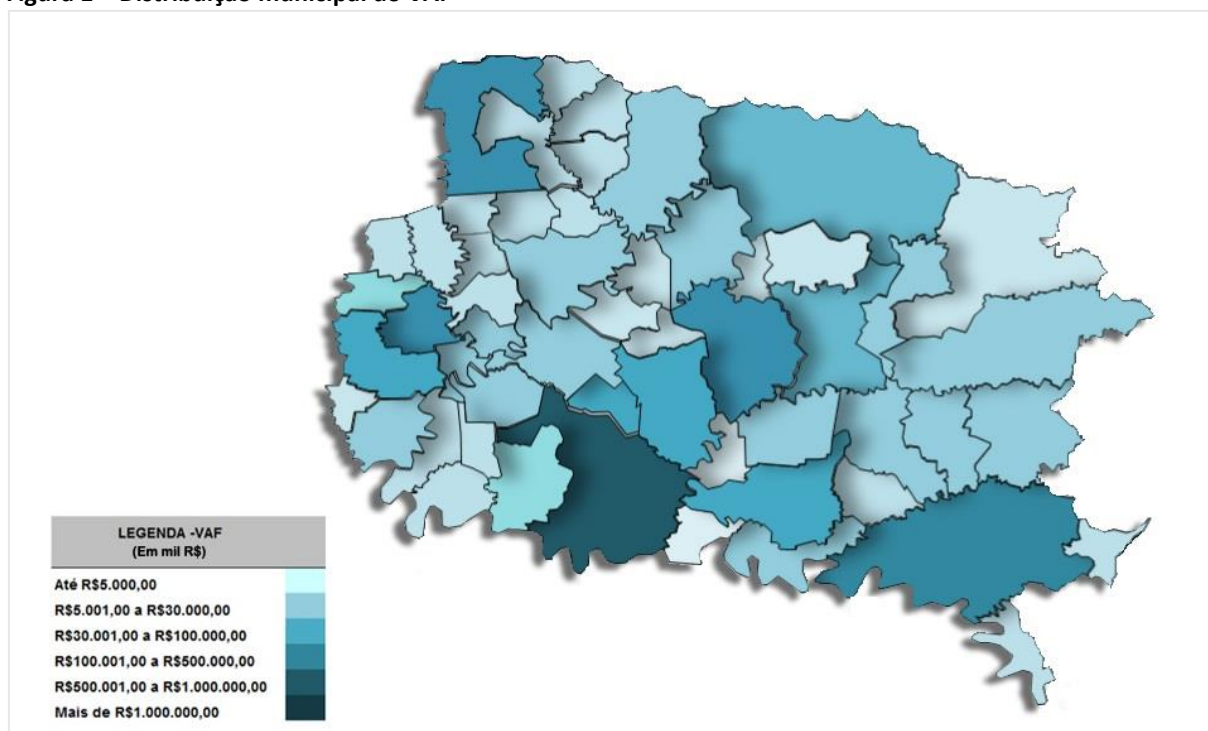 LEGENDA -VAF
(Em mil R$)
Até R$5.000,00
R$5.001,00 a R$30.000,00
R$30.001,00 a R$100.000,00
R$100.001,00 a R$500.000,00
R$500.001,00 a R$1.000.000,00
Mais de R$1.000.000,00